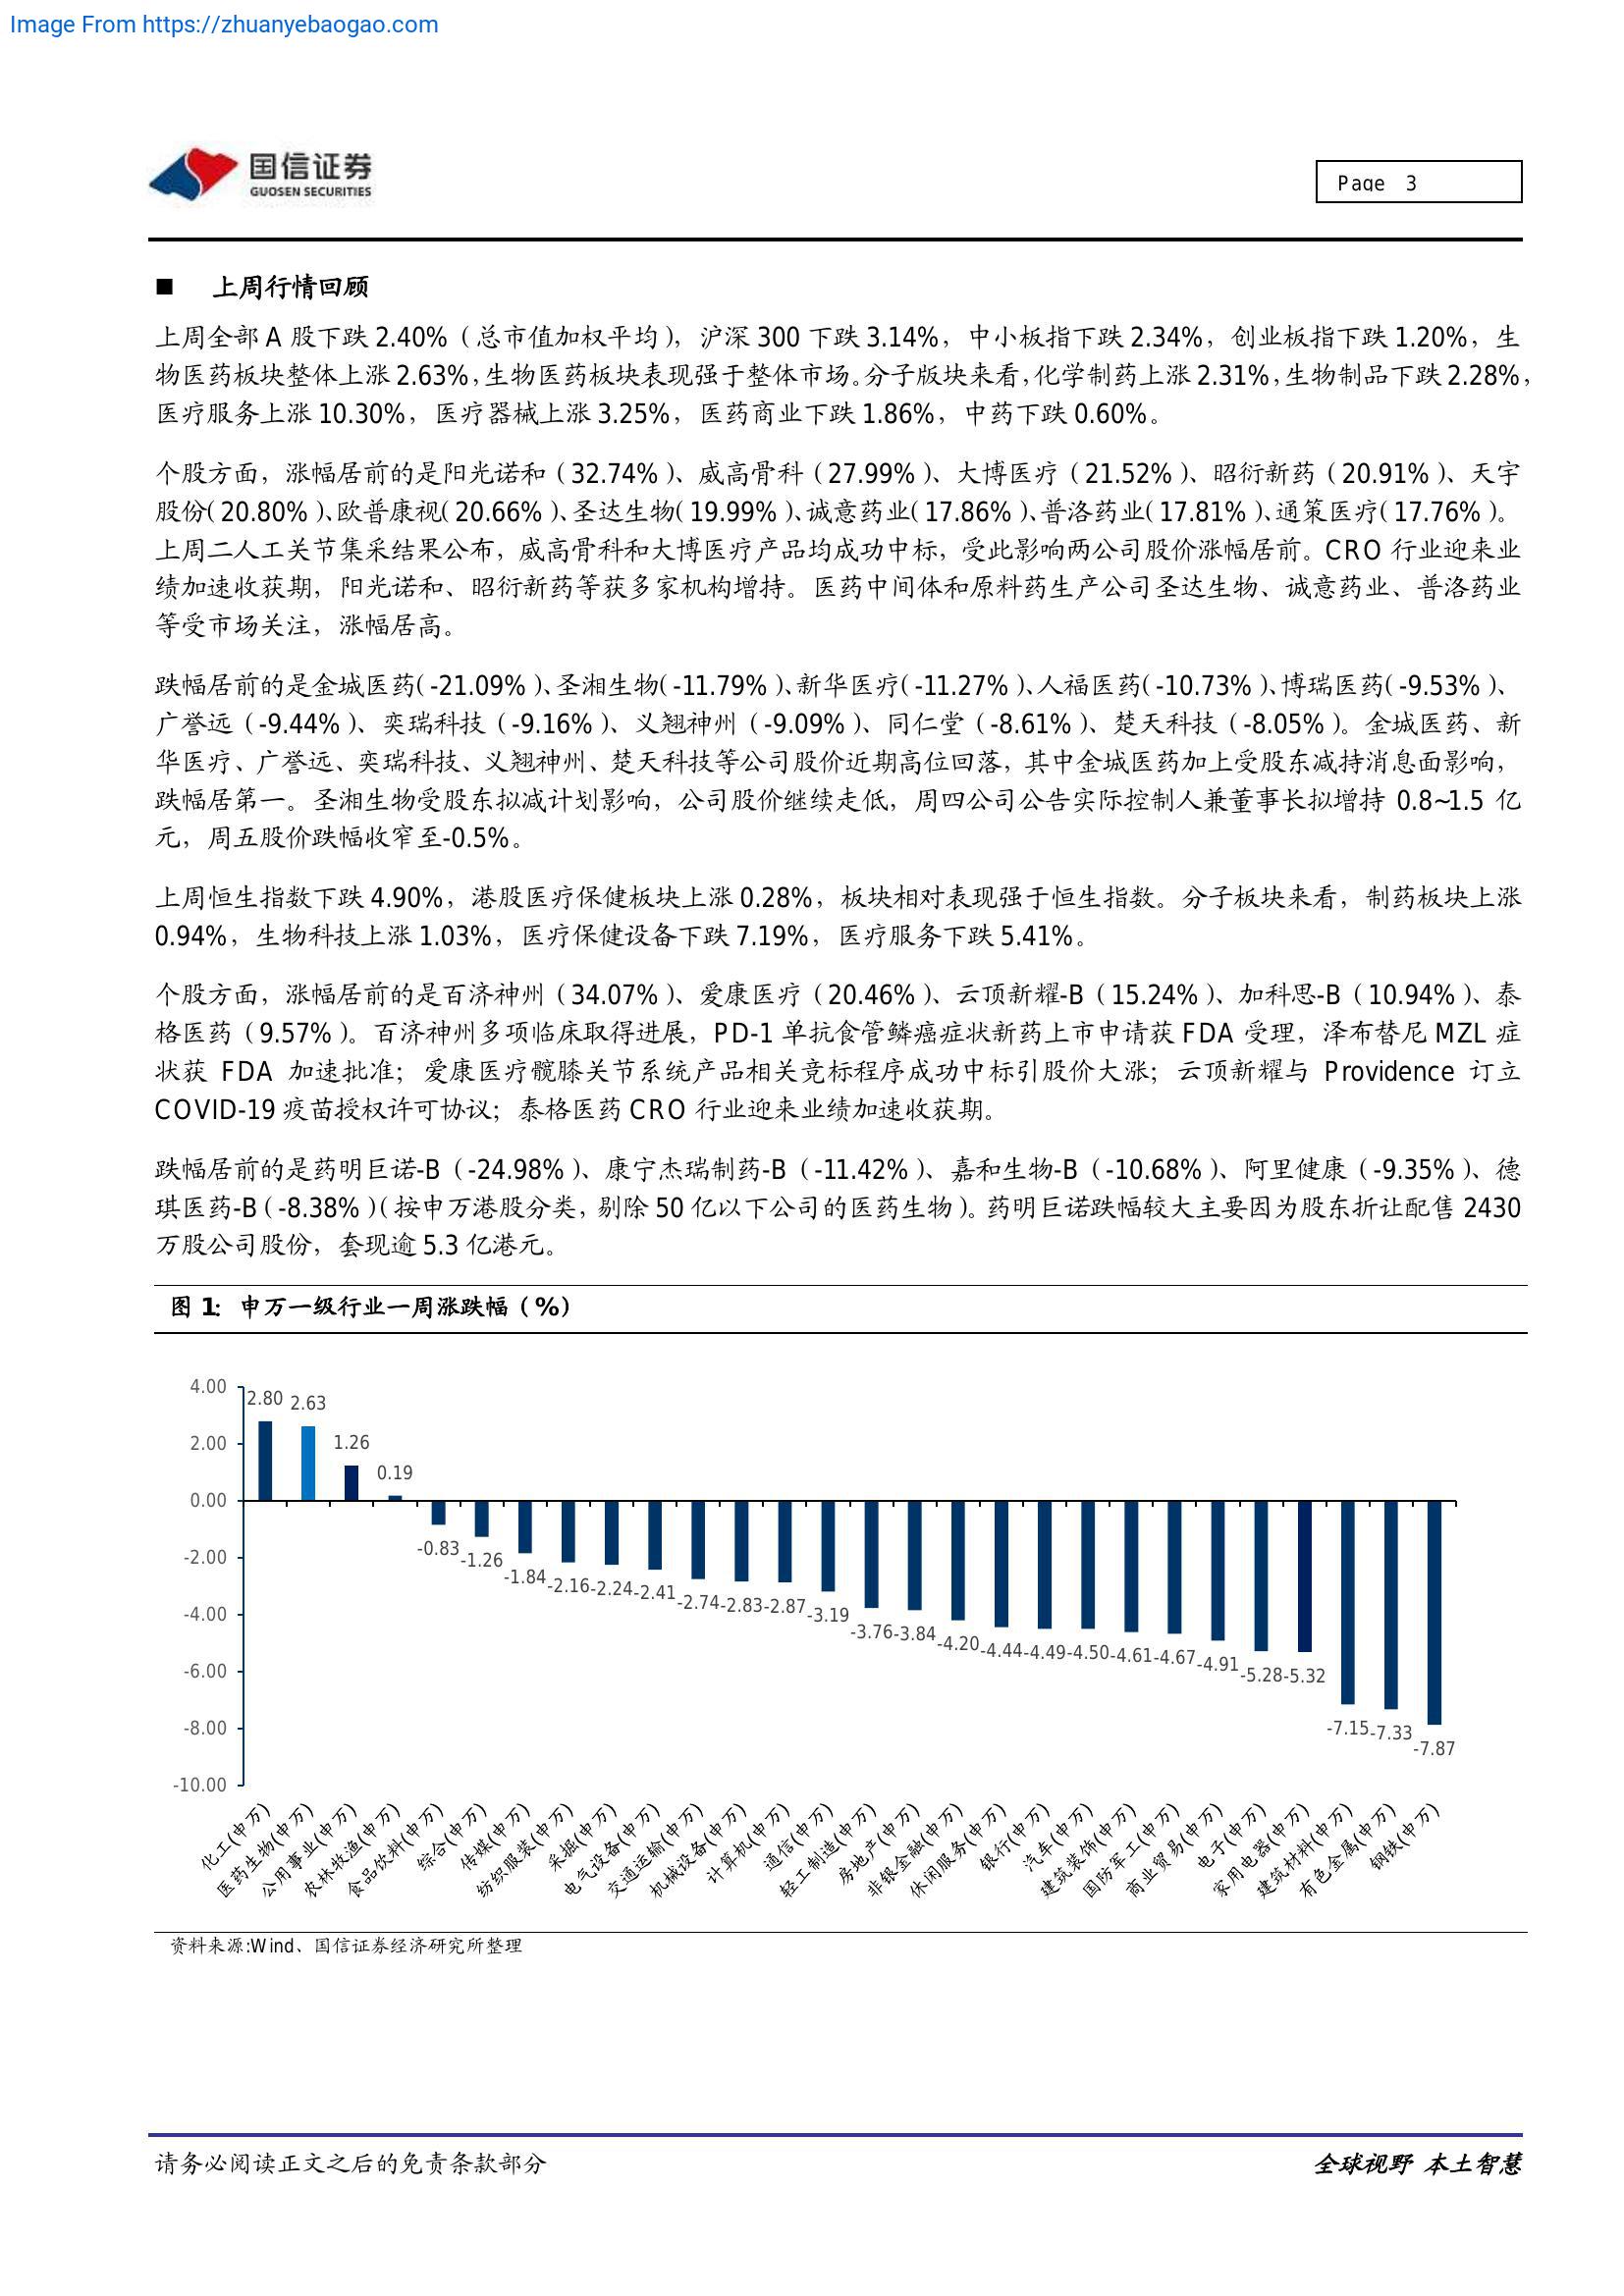 Image From https://zhuanyebaogao.com
国信证券
GUOSEN SECURITIES
Page 3
■ 上周行情回顾
上周全部 A 股下跌 2.40%（总市值加权平均），沪深 300 下跌 3.14%，中小板指下跌 2.34%，创业板指下跌 1.20%，生
物医药板块整体上涨 2.63%，生物医药板块表现强于整体市场。分子版块来看，化学制药上涨 2.31%，生物制品下跌 2.28%，
医疗服务上涨 10.30%，医疗器械上涨 3.25%，医药商业下跌 1.86%，中药下跌 0.60%。
个股方面，涨幅居前的是阳光诺和（32.74%）、威高骨科（27.99%）、大博医疗（21.52%）、昭衍新药（20.91%）、天宇
股份（20.80%）、欧普康视（20.66%）、圣达生物（19.99%）、诚意药业（17.86%）、普洛药业（17.81%）、通策医疗（17.76%）。
上周二人工关节集采结果公布，威高骨科和大博医疗产品均成功中标，受此影响两公司股价涨幅居前。CRO 行业迎来业
绩加速收获期，阳光诺和、昭衍新药等获多家机构增持。医药中间体和原料药生产公司圣达生物、诚意药业、普洛药业
等受市场关注，涨幅居高。
跌幅居前的是金城医药（-21.09%）、圣湘生物（-11.79%）、新华医疗（-11.27%）、人福医药（-10.73%）、博瑞医药（-9.53%）、
广誉远（-9.44%）、奕瑞科技（-9.16%）、义翘神州（-9.09%）、同仁堂（-8.61%）、楚天科技（-8.05%）。金城医药、新
华医疗、广誉远、奕瑞科技、义翘神州、楚天科技等公司股价近期高位回落，其中金城医药加上受股东减持消息面影响，
跌幅居第一。圣湘生物受股东拟减计划影响，公司股价继续走低，周四公司公告实际控制人兼董事长拟增持 0.8~1.5 亿
元，周五股价跌幅收窄至-0.5%。
上周恒生指数下跌 4.90%，港股医疗保健板块上涨 0.28%，板块相对表现强于恒生指数。分子板块来看，制药板块上涨
0.94%，生物科技上涨 1.03%，医疗保健设备下跌 7.19%，医疗服务下跌 5.41%。
个股方面，涨幅居前的是百济神州（34.07%）、爱康医疗（20.46%）、云顶新耀-B（15.24%）、加科思-B（10.94%）、泰
格医药（9.57%）。百济神州多项临床取得进展，PD-1 单抗食管鳞癌症状新药上市申请获 FDA 受理，泽布替尼 MZL 症
状获 FDA 加速批准；爱康医疗髋膝关节系统产品相关竞标程序成功中标引股价大涨；云顶新耀与 Providence 订立
COVID-19 疫苗授权许可协议；泰格医药 CRO 行业迎来业绩加速收获期。
跌幅居前的是药明巨诺-B（-24.98%）、康宁杰瑞制药-B（-11.42%）、嘉和生物-B（-10.68%）、阿里健康（-9.35%）、德
琪医药-B（-8.38%）（按申万港股分类，剔除 50 亿以下公司的医药生物）。药明巨诺跌幅较大主要因为股东折让配售 2430
万股公司股份，套现逾 5.3 亿港元。
图 1：申万一级行业一周涨跌幅（%）
4.00
2.00
0.00
-2.00
-4.00
-6.00
-8.00
-10.00
2.80 2.63 1.26 0.19 -0.83 -1.26 -1.84 -2.16 -2.24 -2.41 -2.74 -2.83 -2.87 -3.19 -3.76 -3.84 -4.20 -4.44 -4.49 -4.50 -4.61 -4.67 -4.91 -5.28 -5.32 -7.15 -7.33 -7.87
化工(申万)
医药生物(申万)
公用事业(申万)
农林牧渔(申万)
食品饮料(申万)
综合(申万)
传媒(申万)
纺织服装(申万)
采掘(申万)
电气设备(申万)
交通运输(申万)
机械设备(申万)
计算机(申万)
通信(申万)
轻工制造(申万)
房地产(申万)
非银金融(申万)
休闲服务(申万)
银行(申万)
汽车(申万)
建筑装饰(申万)
国防军工(申万)
商业贸易(申万)
电子(申万)
家用电器(申万)
建筑材料(申万)
有色金属(申万)
钢铁(申万)
资料来源:Wind、国信证券经济研究所整理
请务必阅读正文之后的免责条款部分
全球视野 本土智慧